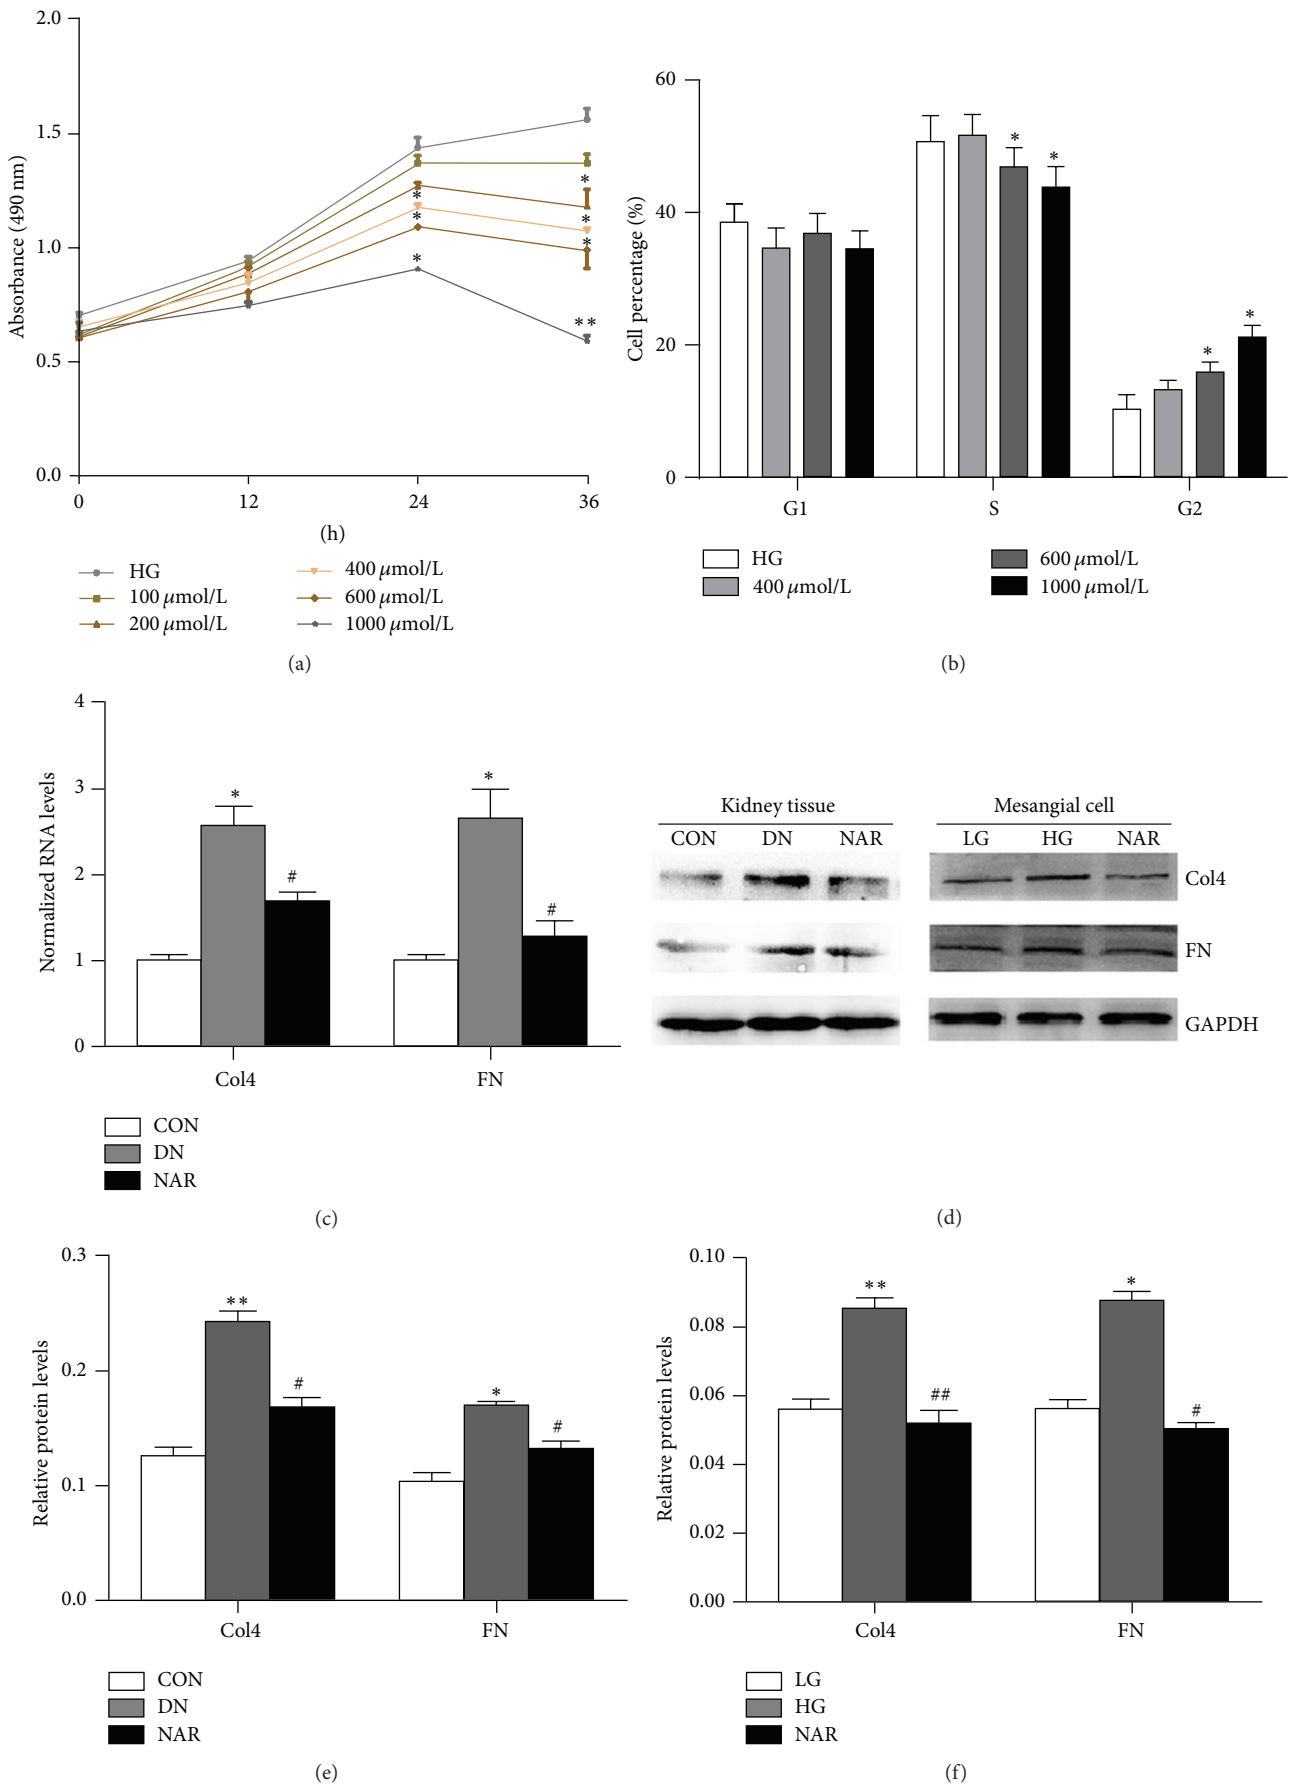 2.0
1.5
1.0
0.5
0.0
Absorbance (490 nm)
* * * * * * **
0 12 24 36
(h)
HG
100 μmol/L
200 μmol/L
400 μmol/L
600 μmol/L
1000 μmol/L
(a)
60
40
20
0
Cell percentage (%)
* * * *
G1 S G2
HG
400 μmol/L
600 μmol/L
1000 μmol/L
(b)
4
3
2
1
0
Normalized RNA levels
* # * #
Col4 FN
CON
DN
NAR
(c)
Kidney tissue Mesangial cell
CON DN NAR LG HG NAR
Col4
FN
GAPDH
(d)
0.3
0.2
0.1
0.0
Relative protein levels
** # * #
Col4 FN
CON
DN
NAR
(e)
0.10
0.08
0.06
0.04
0.02
0.00
Relative protein levels
** ## * #
Col4 FN
LG
HG
NAR
(f)